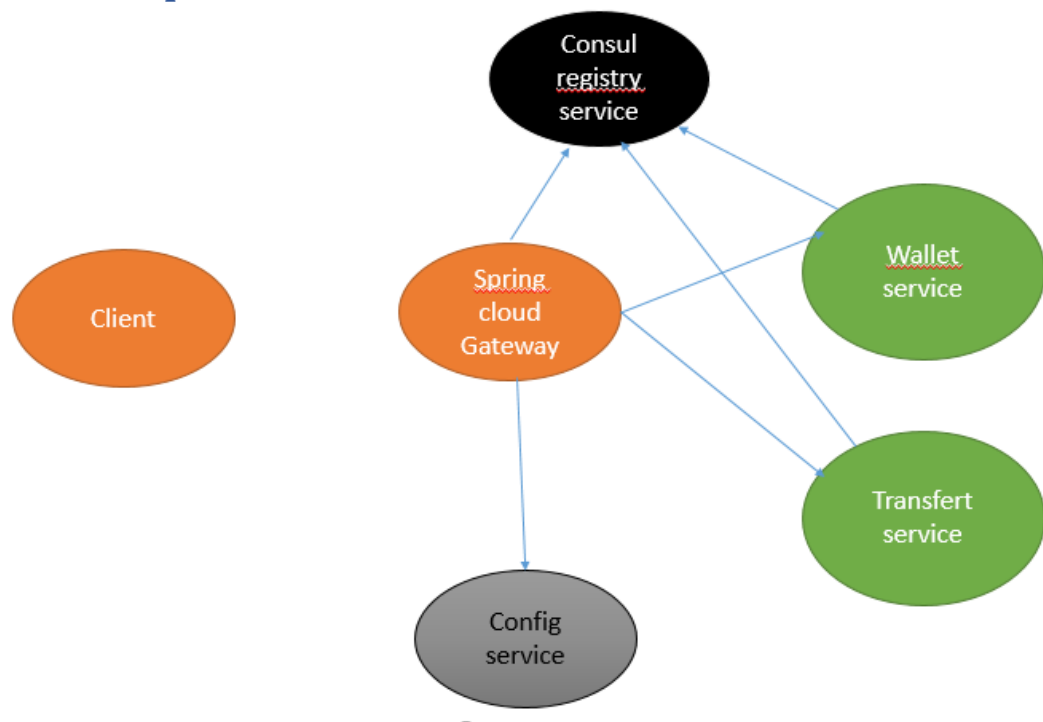 Consul
registry
service
Wallet
service
Client
Spring
cloud
Gateway
Transfert
service
Config
service